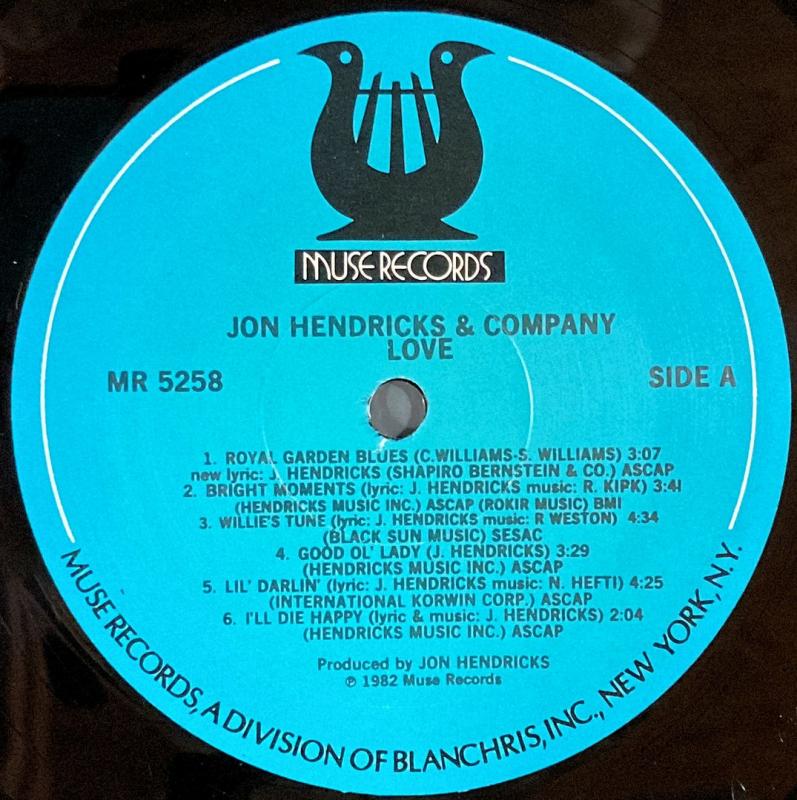 MUSE RECORDS
JON HENDRICKS & COMPANY
LOVE
MR 5258
SIDE A
1. ROYAL GARDEN BLUES (C.WILLIAMS-S. WILLIAMS) 3:07
new lyric: J. HENDRICKS (SHAPIRO BERNSTEIN & CO.) ASCAP
2. BRIGHT MOMENTS (lyric: J. HENDRICKS music: R. KIPK) 3:41
(HENDRICKS MUSIC INC.) ASCAP (ROKIR MUSIC) BMI
3. WILLIE'S TUNE (lyric: J. HENDRICKS music: R WESTON) 4:34
(BLACK SUN MUSIC) SESAC
4. GOOD OL' LADY (J. HENDRICKS) 3:29
(HENDRICKS MUSIC INC.) ASCAP
5. LIL' DARLIN' (lyric: J. HENDRICKS music: N. HEFTI) 4:25
(INTERNATIONAL KORWIN CORP.) ASCAP
6. I'LL DIE HAPPY (lyric & music: J. HENDRICKS) 2:04
(HENDRICKS MUSIC INC.) ASCAP
Produced by JON HENDRICKS
℗ 1982 Muse Records
MUSE RECORDS, A DIVISION OF BLANCHRIS, INC., NEW YORK, N.Y.